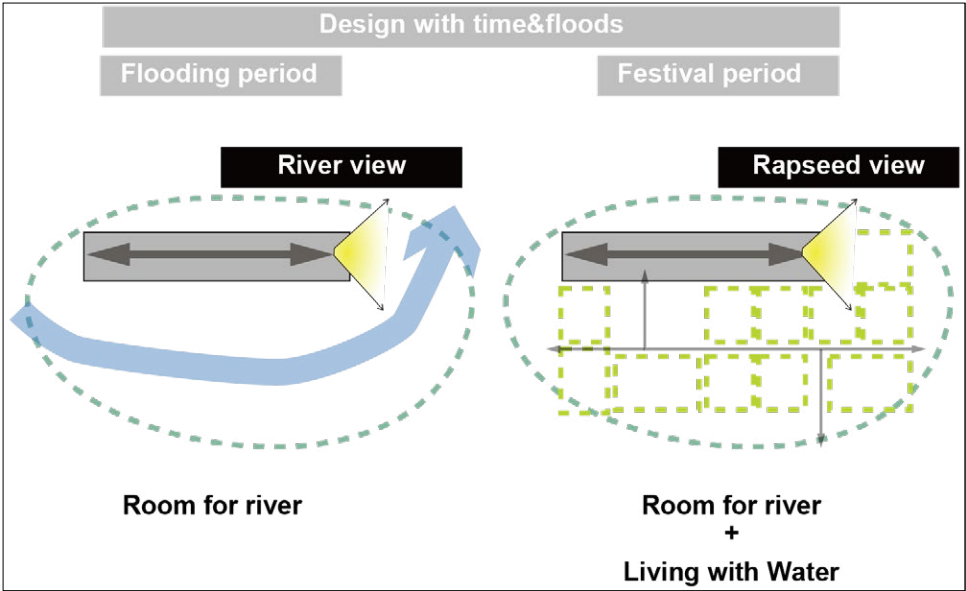 Design with time&floods
Flooding period
Festival period
River view
Rapseed view
Room for river
Room for river
+
Living with Water